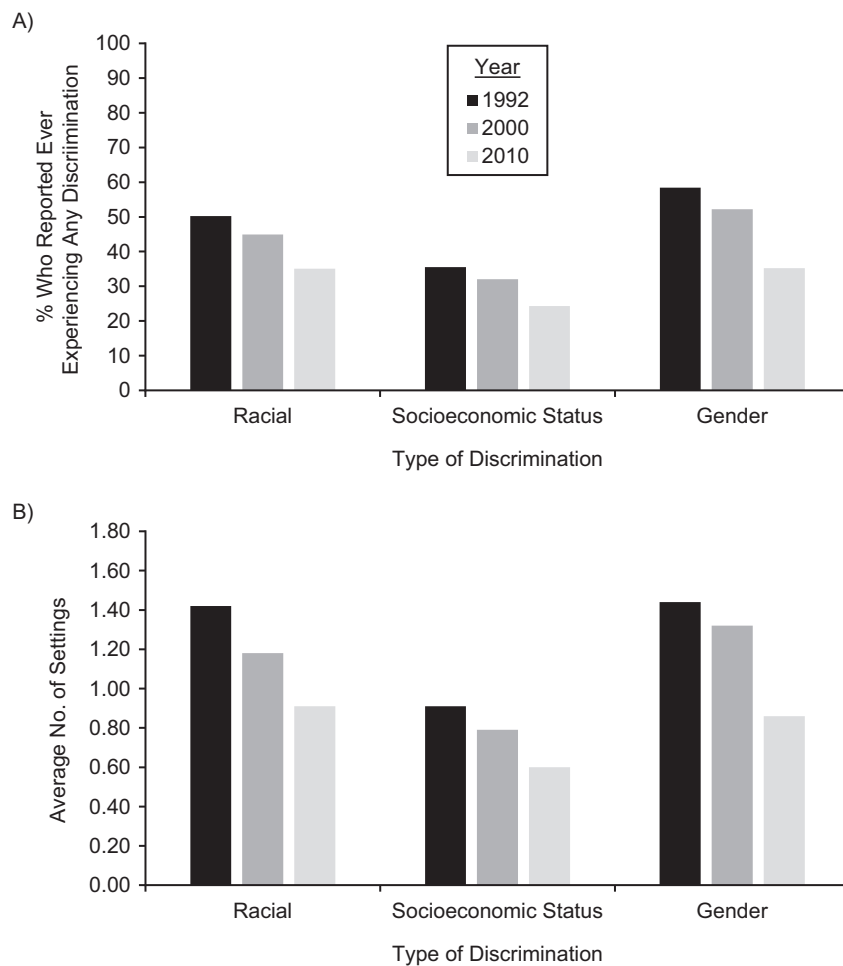 A)
% Who Reported Ever
Experiencing Any Discriimination
100
90
80
70
60
50
40
30
20
10
0
Year
1992
2000
2010
Racial
Socioeconomic Status
Gender
Type of Discrimination
B)
Average No. of Settings
1.80
1.60
1.40
1.20
1.00
0.80
0.60
0.40
0.20
0.00
Racial
Socioeconomic Status
Gender
Type of Discrimination